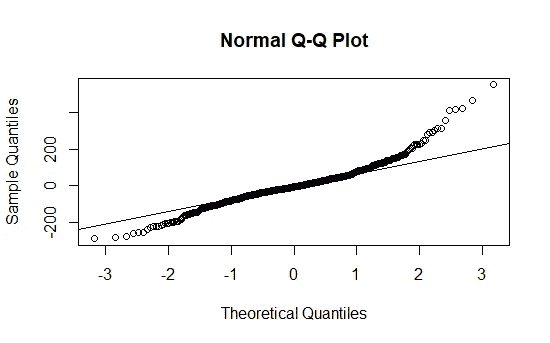 Normal Q-Q Plot
Sample Quantiles
200
0
-200
-3 -2 -1 0 1 2 3
Theoretical Quantiles